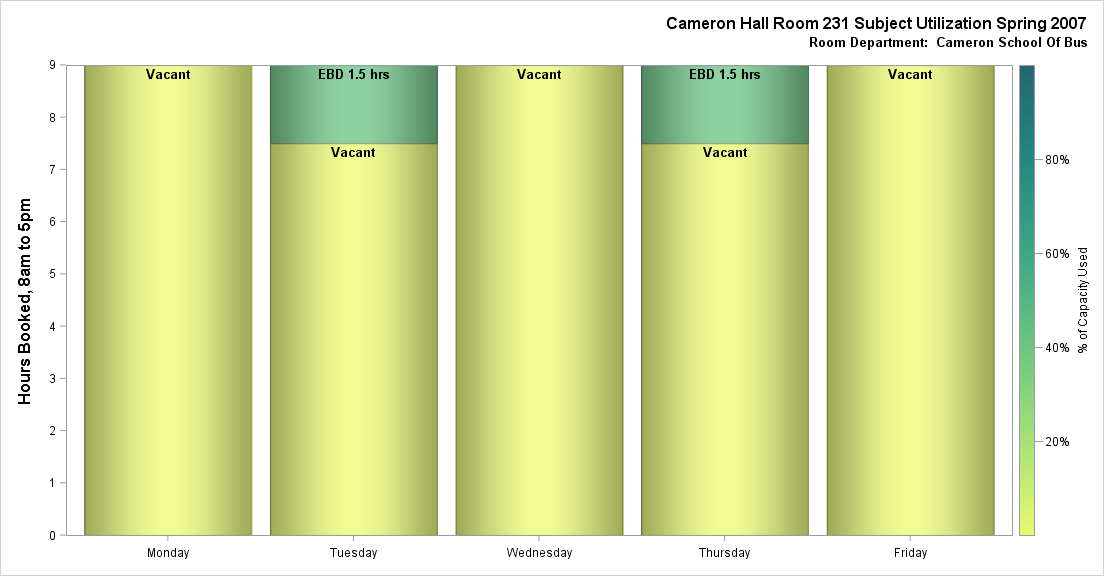 Cameron Hall Room 231 Subject Utilization Spring 2007
Room Department: Cameron School Of Bus
Hours Booked, 8am to 5pm
9
8
7
6
5
4
3
2
1
0
Vacant
EBD 1.5 hrs
Vacant
Vacant
EBD 1.5 hrs
Vacant
Vacant
Monday
Tuesday
Wednesday
Thursday
Friday
80%
60%
40%
20%
% of Capacity Used